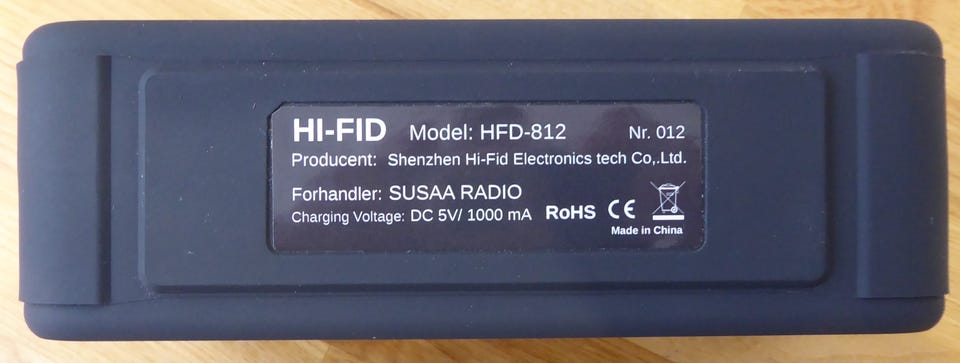 HI-FID Model: HFD-812 Nr. 012
Producent: Shenzhen Hi-Fid Electronics tech Co,.Ltd.
Forhandler: SUSAA RADIO
Charging Voltage: DC 5V/ 1000 mA RoHS CE
Made in China